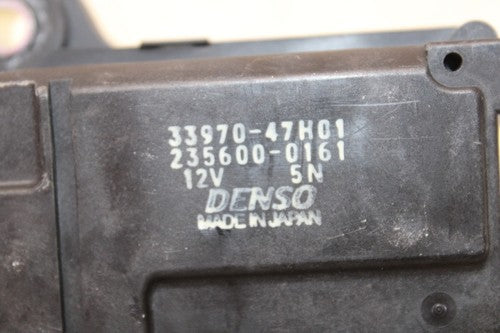 33970-47H01
235600-0161
12V 5N
DENSO
MADE IN JAPAN